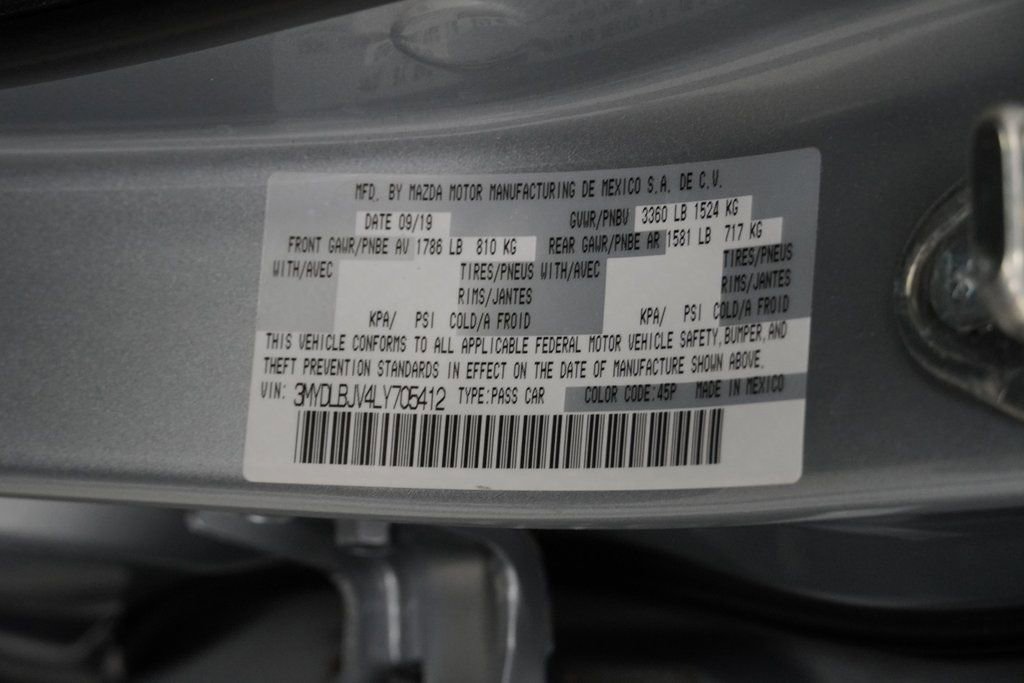 MFD. BY MAZDA MOTOR MANUFACTURING DE MEXICO S.A. DE C.V.
DATE 09/19 GVWR/PNBV 3360 LB 1524 KG
FRONT GAWR/PNBE AV 1786 LB 810 KG REAR GAWR/PNBE AR 1581 LB 717 KG
WITH/AVEC TIRES/PNEUS WITH/AVEC TIRES/PNEUS
RIMS/JANTES RIMS/JANTES
KPA/ PSI COLD/A FROID KPA/ PSI COLD/A FROID
THIS VEHICLE CONFORMS TO ALL APPLICABLE FEDERAL MOTOR VEHICLE SAFETY, BUMPER, AND
THEFT PREVENTION STANDARDS IN EFFECT ON THE DATE OF MANUFACTURE SHOWN ABOVE.
VIN: 3MYDLBJV4LY705412 TYPE:PASS CAR COLOR CODE:45P MADE IN MEXICO